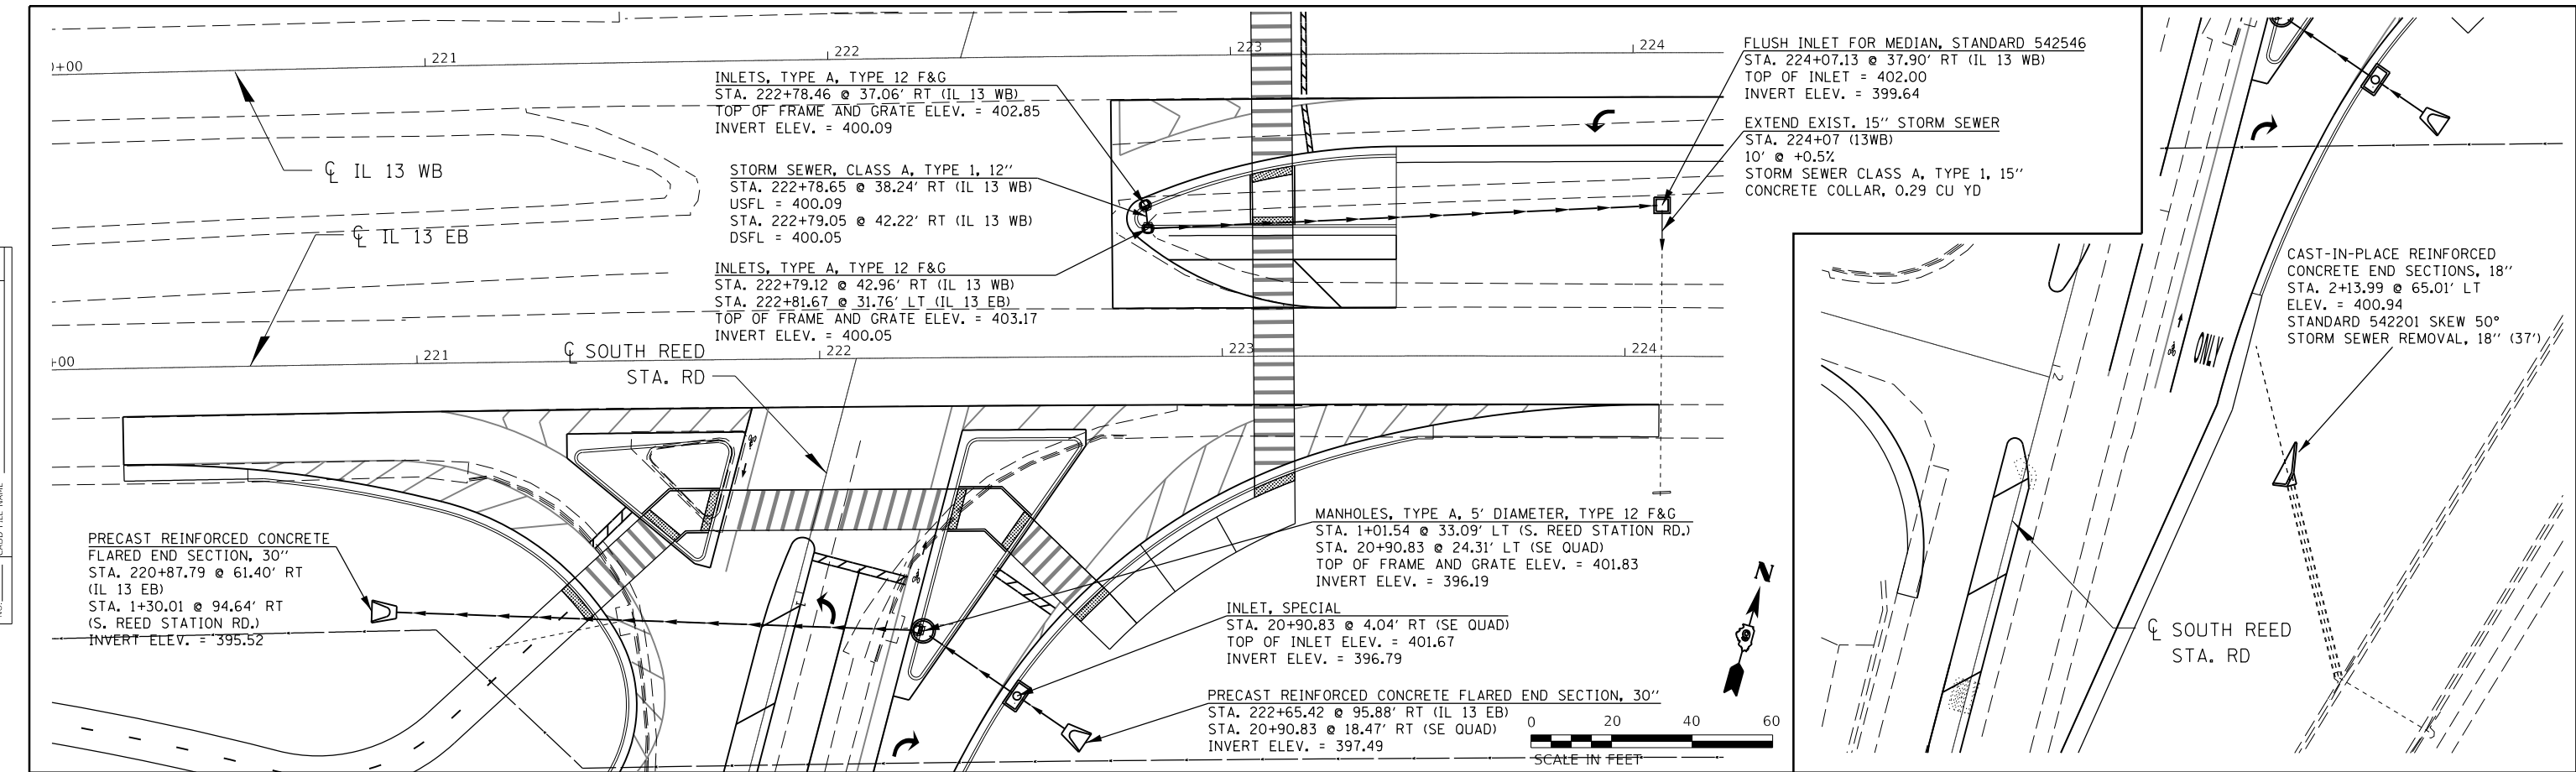 +00
221
222
223
224
℄ IL 13 WB
℄ IL 13 EB
INLETS, TYPE A, TYPE 12 F&G
STA. 222+78.46 @ 37.06' RT (IL 13 WB)
TOP OF FRAME AND GRATE ELEV. = 402.85
INVERT ELEV. = 400.09
STORM SEWER, CLASS A, TYPE 1, 12''
STA. 222+78.65 @ 38.24' RT (IL 13 WB)
USFL = 400.09
STA. 222+79.05 @ 42.22' RT (IL 13 WB)
DSFL = 400.05
INLETS, TYPE A, TYPE 12 F&G
STA. 222+79.12 @ 42.96' RT (IL 13 WB)
STA. 222+81.67 @ 31.76' LT (IL 13 EB)
TOP OF FRAME AND GRATE ELEV. = 403.17
INVERT ELEV. = 400.05
FLUSH INLET FOR MEDIAN, STANDARD 542546
STA. 224+07.13 @ 37.90' RT (IL 13 WB)
TOP OF INLET = 402.00
INVERT ELEV. = 399.64
EXTEND EXIST. 15'' STORM SEWER
STA. 224+07 (13WB)
10' @ +0.5%
STORM SEWER CLASS A, TYPE 1, 15''
CONCRETE COLLAR, 0.29 CU YD
+00
221
222
223
224
℄ SOUTH REED
STA. RD
PRECAST REINFORCED CONCRETE
FLARED END SECTION, 30''
STA. 220+87.79 @ 61.40' RT
(IL 13 EB)
STA. 1+30.01 @ 94.64' RT
(S. REED STATION RD.)
INVERT ELEV. = 395.52
MANHOLES, TYPE A, 5' DIAMETER, TYPE 12 F&G
STA. 1+01.54 @ 33.09' LT (S. REED STATION RD.)
STA. 20+90.83 @ 24.31' LT (SE QUAD)
TOP OF FRAME AND GRATE ELEV. = 401.83
INVERT ELEV. = 396.19
INLET, SPECIAL
STA. 20+90.83 @ 4.04' RT (SE QUAD)
TOP OF INLET ELEV. = 401.67
INVERT ELEV. = 396.79
PRECAST REINFORCED CONCRETE FLARED END SECTION, 30''
STA. 222+65.42 @ 95.88' RT (IL 13 EB)
STA. 20+90.83 @ 18.47' RT (SE QUAD)
INVERT ELEV. = 397.49
N
0 20 40 60
SCALE IN FEET
CAST-IN-PLACE REINFORCED
CONCRETE END SECTIONS, 18''
STA. 2+13.99 @ 65.01' LT
ELEV. = 400.94
STANDARD 542201 SKEW 50°
STORM SEWER REMOVAL, 18'' (37')
ONLY
2
℄ SOUTH REED
STA. RD